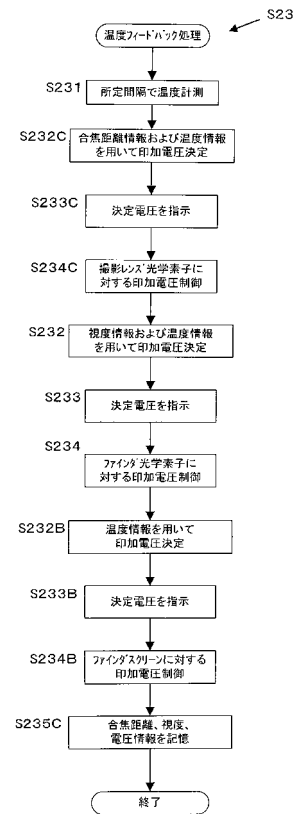 温度フィードバック処理
S23
S231
所定間隔で温度計測
S232C
合焦距離情報および温度情報
を用いて印加電圧決定
S233C
決定電圧を指示
S234C
撮影レンズ光学素子に
対する印加電圧制御
S232
視度情報および温度情報
を用いて印加電圧決定
S233
決定電圧を指示
S234
ファインダ光学素子に
対する印加電圧制御
S232B
温度情報を用いて
印加電圧決定
S233B
決定電圧を指示
S234B
ファインダスクリーンに対する
印加電圧制御
S235C
合焦距離、視度、
電圧情報を記憶
終了